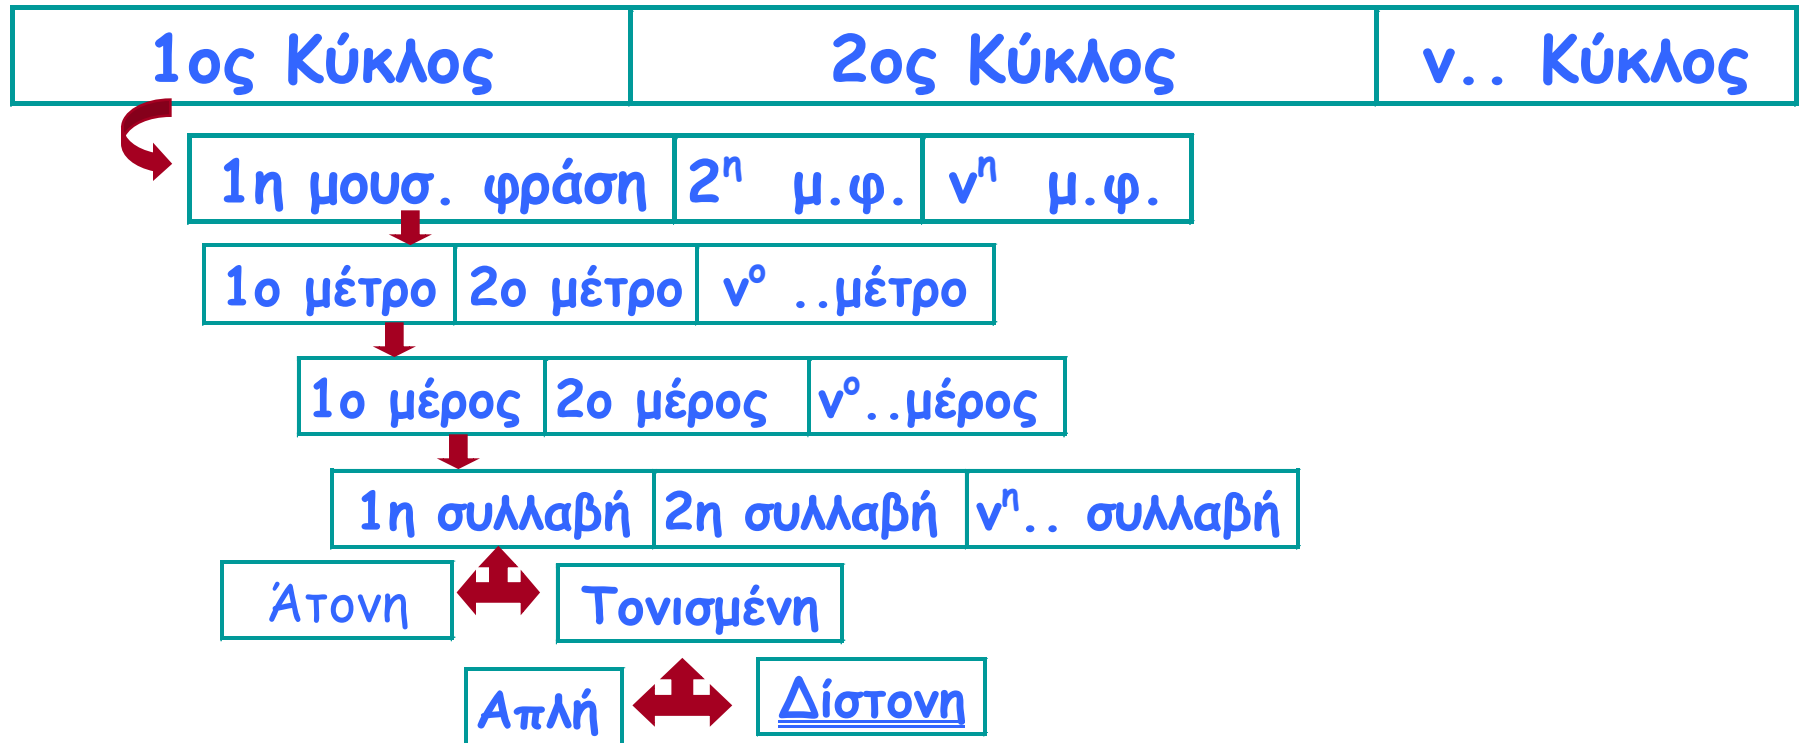 1ος Κύκλος 2ος Κύκλος ν.. Κύκλος
1η μουσ. φράση 2η μ.φ. νη μ.φ.
1ο μέτρο 2ο μέτρο νο ..μέτρο
1ο μέρος 2ο μέρος νο..μέρος
1η συλλαβή 2η συλλαβή νη.. συλλαβή
Άτονη Τονισμένη
Απλή Δίστονη